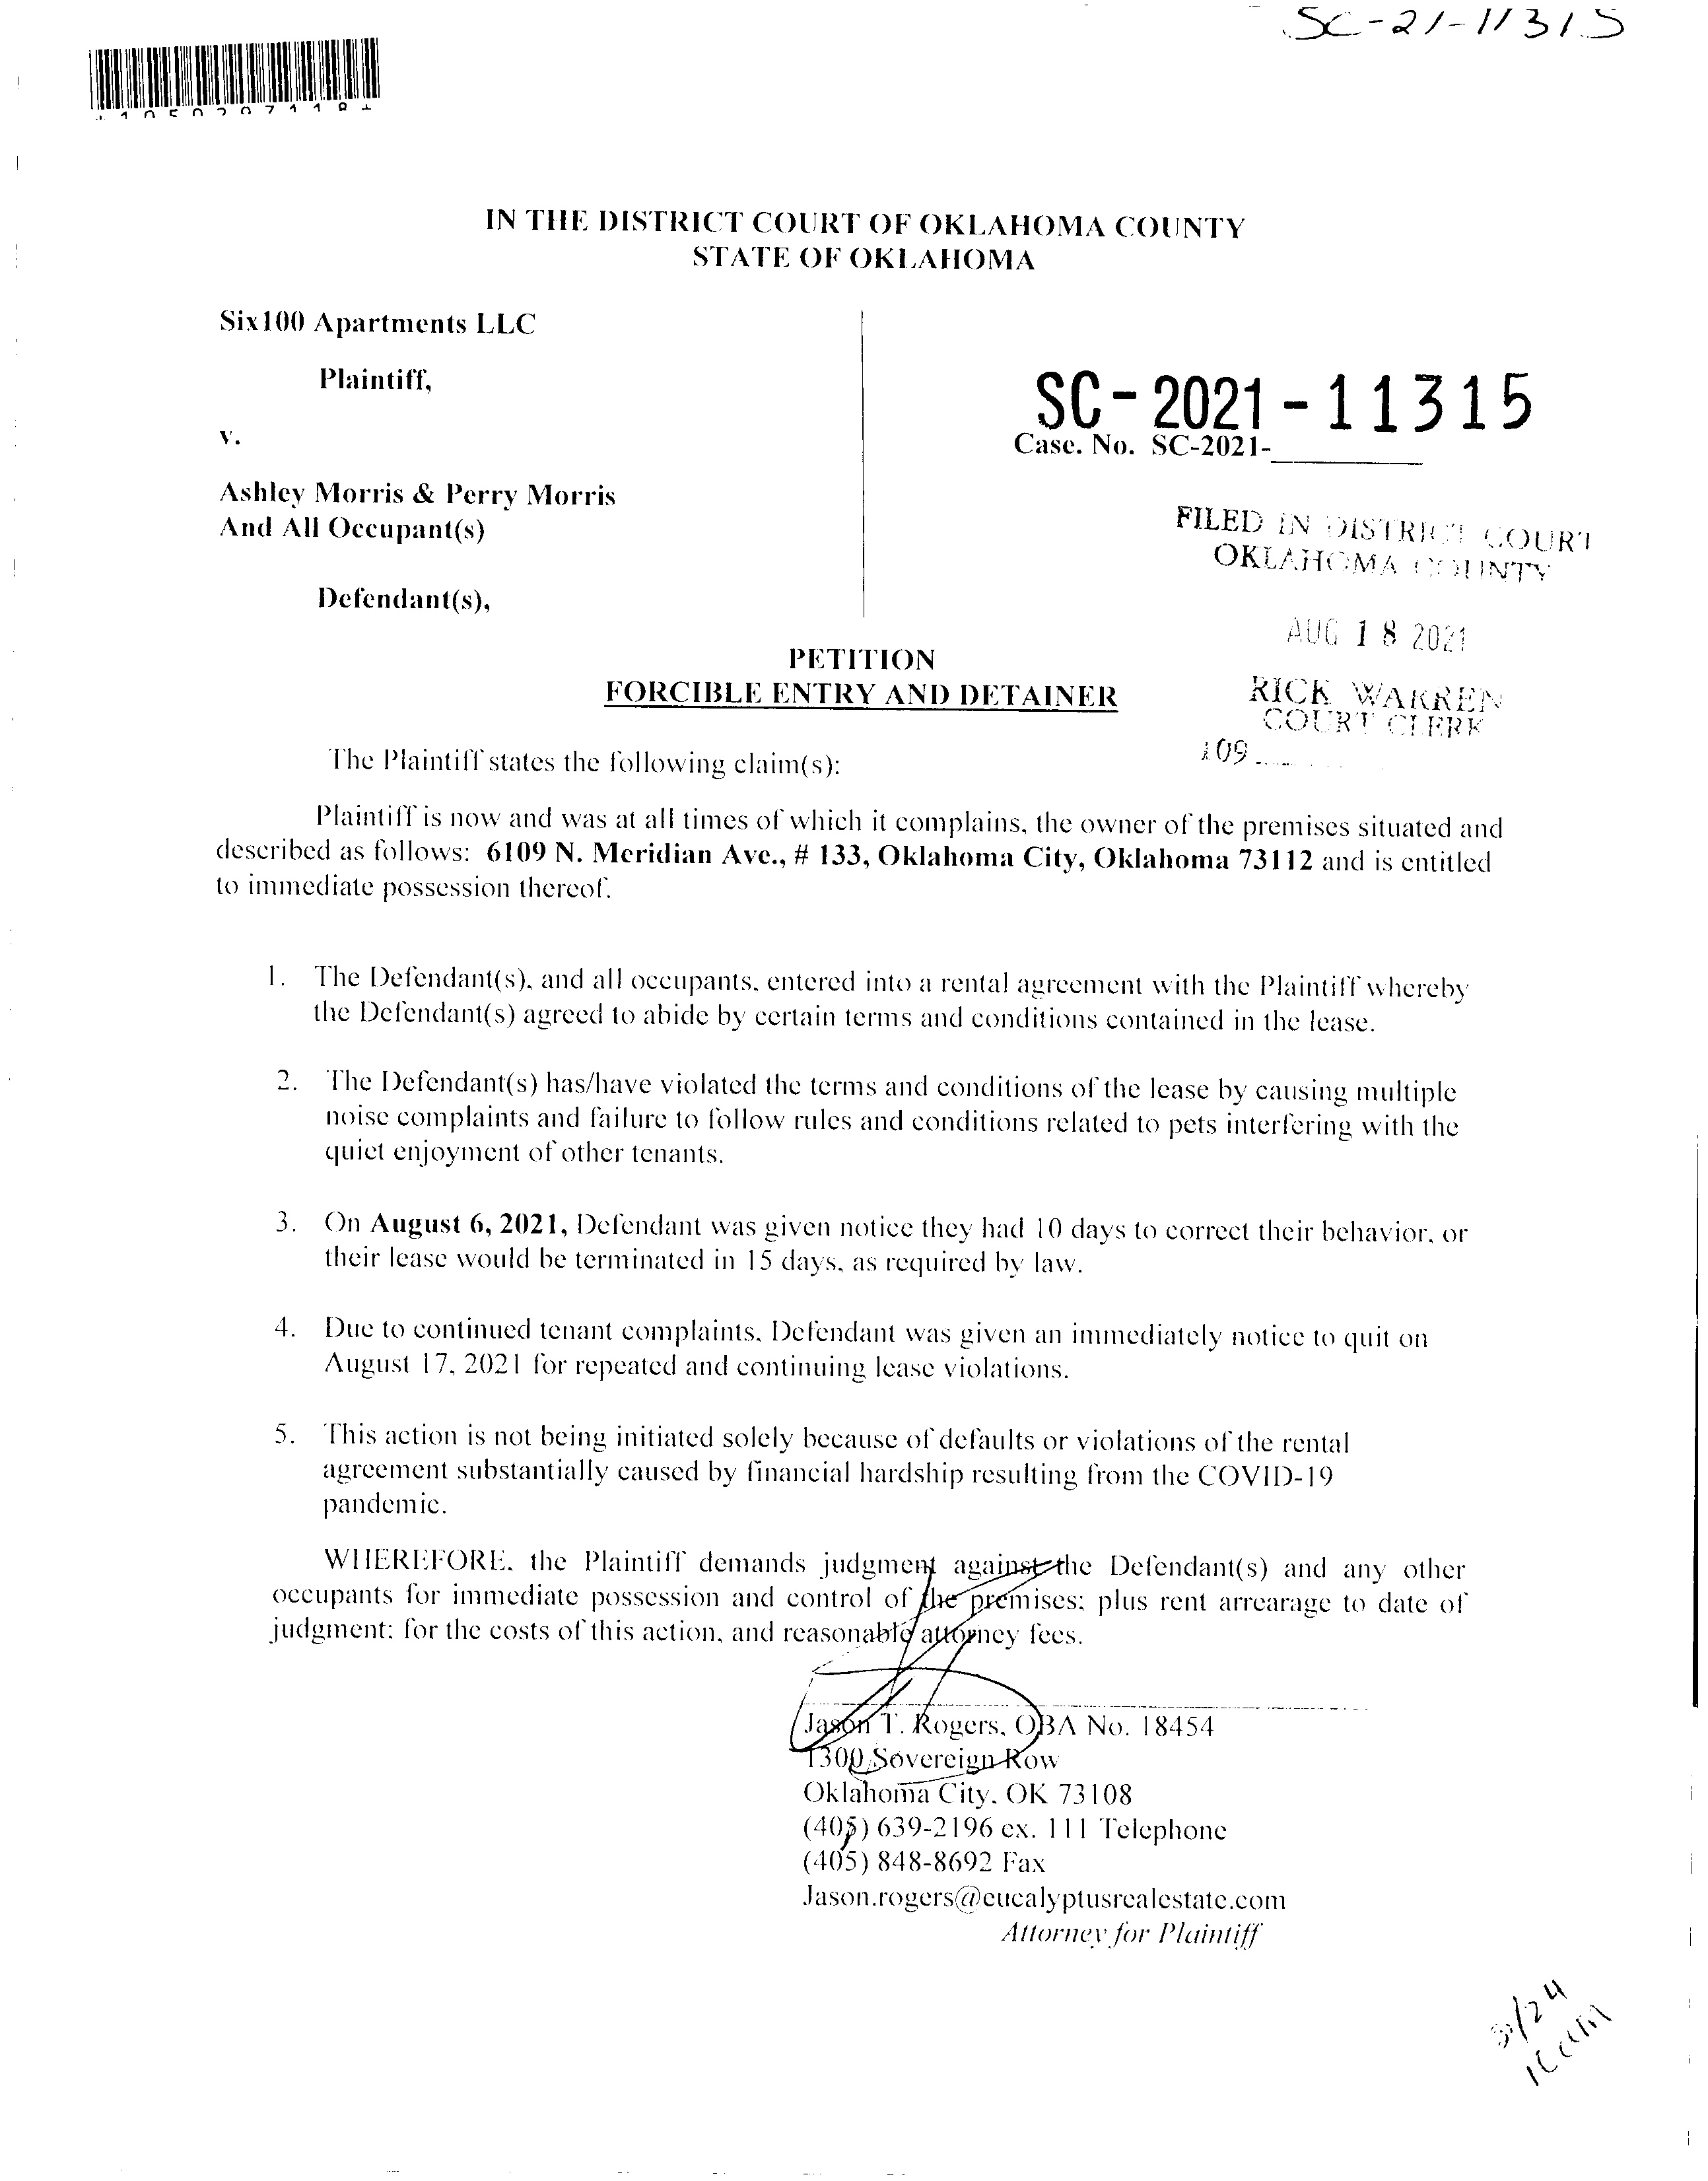 SC-21-11315
IN THE DISTRICT COURT OF OKLAHOMA COUNTY
STATE OF OKLAHOMA
Six100 Apartments LLC
Plaintiff,
v.
Ashley Morris & Perry Morris
And All Occupant(s)
Defendant(s),
SC-2021-11315
Case. No. SC-2021-__________
FILED IN DISTRICT COURT
OKLAHOMA COUNTY
AUG 18 2021
RICK WARREN
COURT CLERK
109
PETITION
FORCIBLE ENTRY AND DETAINER
The Plaintiff states the following claim(s):
Plaintiff is now and was at all times of which it complains, the owner of the premises situated and
described as follows: 6109 N. Meridian Ave., # 133, Oklahoma City, Oklahoma 73112 and is entitled
to immediate possession thereof.
1. The Defendant(s), and all occupants, entered into a rental agreement with the Plaintiff whereby
the Defendant(s) agreed to abide by certain terms and conditions contained in the lease.
2. The Defendant(s) has/have violated the terms and conditions of the lease by causing multiple
noise complaints and failure to follow rules and conditions related to pets interfering with the
quiet enjoyment of other tenants.
3. On August 6, 2021, Defendant was given notice they had 10 days to correct their behavior, or
their lease would be terminated in 15 days, as required by law.
4. Due to continued tenant complaints, Defendant was given an immediately notice to quit on
August 17, 2021 for repeated and continuing lease violations.
5. This action is not being initiated solely because of defaults or violations of the rental
agreement substantially caused by financial hardship resulting from the COVID-19
pandemic.
WHEREFORE, the Plaintiff demands judgment against the Defendant(s) and any other
occupants for immediate possession and control of the premises; plus rent arrearage to date of
judgment; for the costs of this action, and reasonable attorney fees.
Jason T. Rogers, OBA No. 18454
1300 Sovereign Row
Oklahoma City, OK 73108
(405) 639-2196 ex. 111 Telephone
(405) 848-8692 Fax
Jason.rogers@eucalyptusrealestate.com
Attorney for Plaintiff